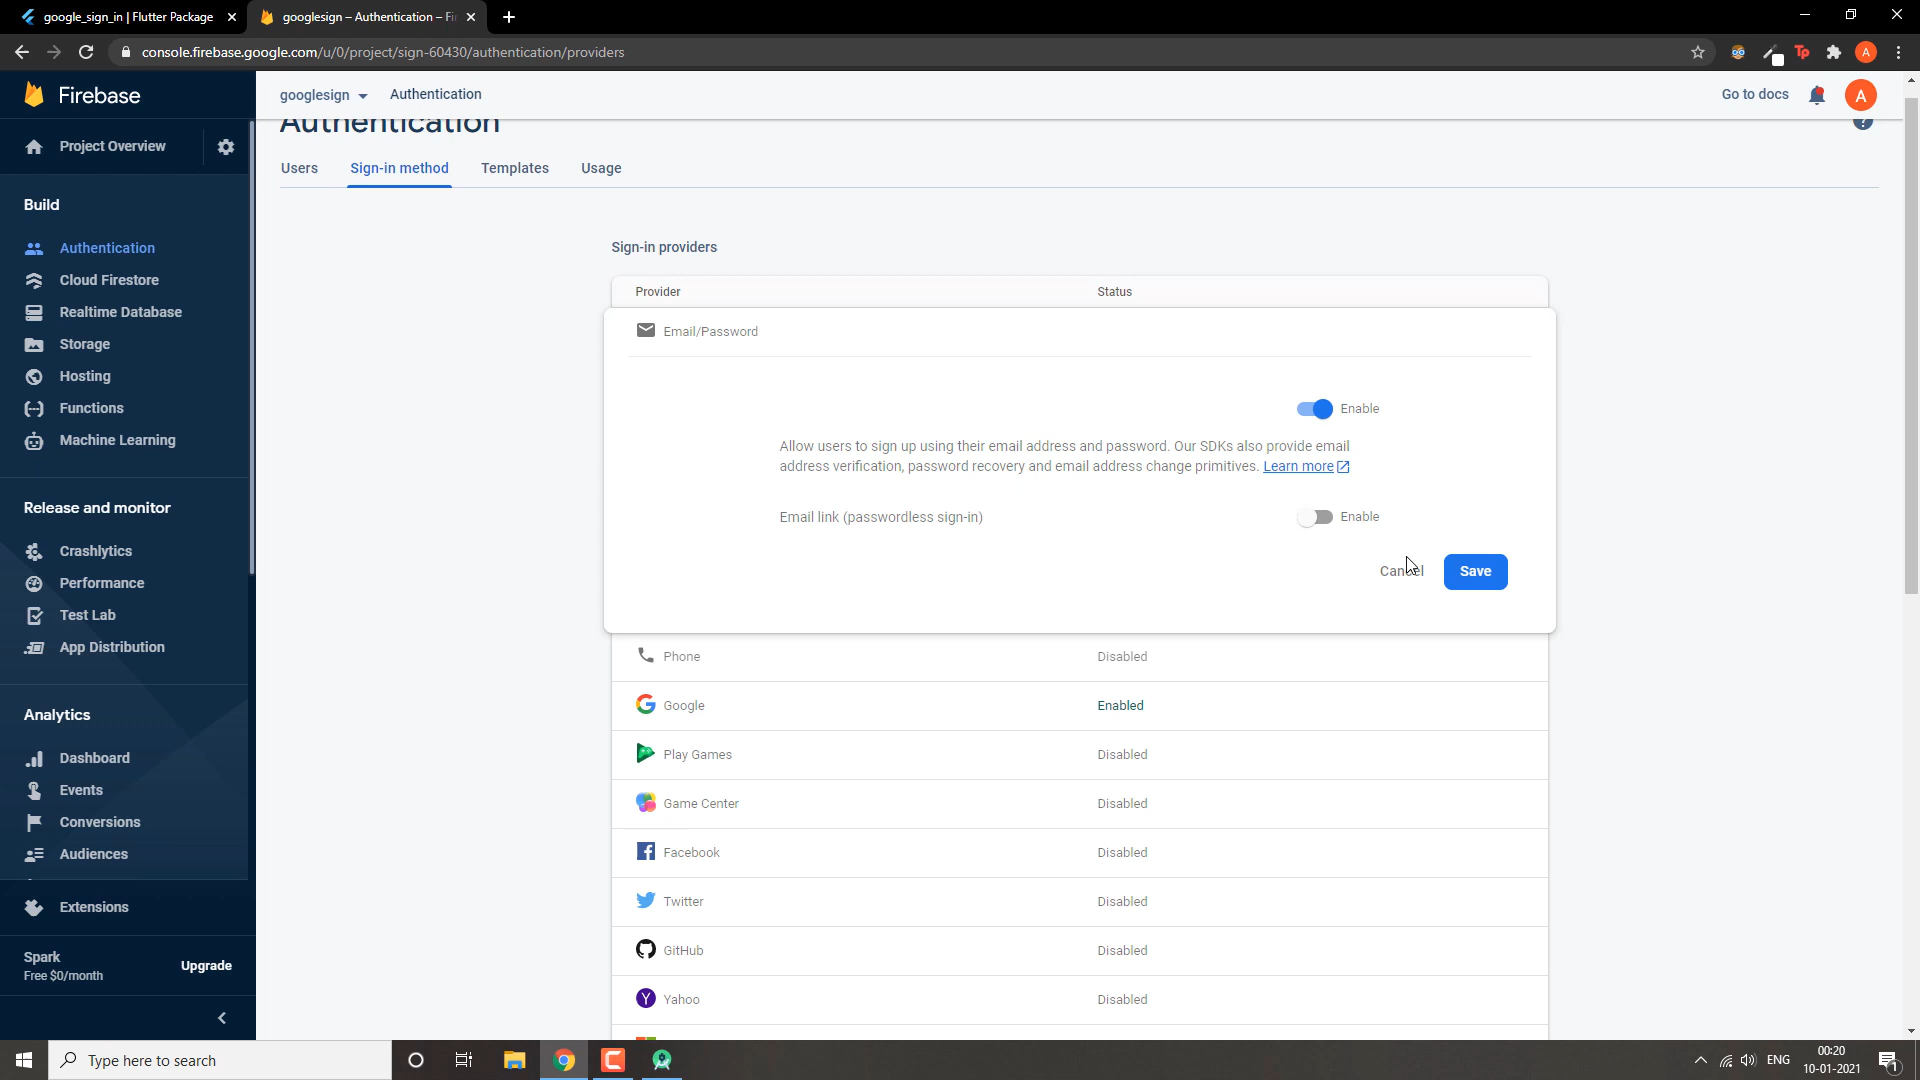 google_sign_in | Flutter Package
googlesign – Authentication – Fi
console.firebase.google.com/u/0/project/sign-60430/authentication/providers
Tp
A
Firebase
googlesign
Authentication
Go to docs
A
Authentication
?
Project Overview
Users
Sign-in method
Templates
Usage
Build
Authentication
Cloud Firestore
Realtime Database
Storage
Hosting
Functions
Machine Learning
Release and monitor
Crashlytics
Performance
Test Lab
App Distribution
Analytics
Dashboard
Events
Conversions
Audiences
Extensions
Spark
Free $0/month
Upgrade
Sign-in providers
Provider
Status
Email/Password
Enable
Allow users to sign up using their email address and password. Our SDKs also provide email
address verification, password recovery and email address change primitives. Learn more
Email link (passwordless sign-in)
Enable
Cancel
Save
Phone
Disabled
Google
Enabled
Play Games
Disabled
Game Center
Disabled
Facebook
Disabled
Twitter
Disabled
GitHub
Disabled
Yahoo
Disabled
Type here to search
ENG
00:20
10-01-2021
1